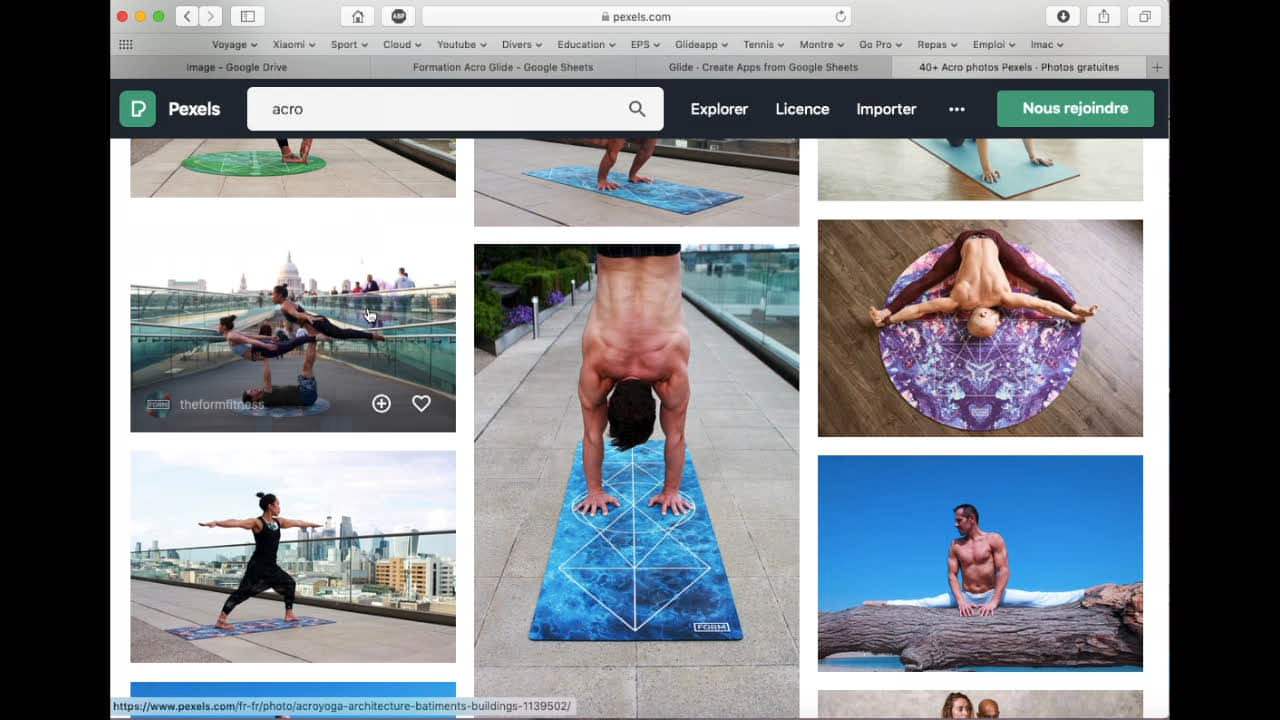 pexels.com
Voyage Xiaomi Sport Cloud Youtube Divers Education EPS Glideapp Tennis Montre Go Pro Repas Emploi Imac
Image - Google Drive
Formation Acro Glide - Google Sheets
Glide · Create Apps from Google Sheets
40+ Acro photos Pexels · Photos gratuites
ABP
Pexels
acro
Explorer
Licence
Importer
Nous rejoindre
FORM
theformfitness
FORM
https://www.pexels.com/fr-fr/photo/acroyoga-architecture-batiments-buildings-1139502/